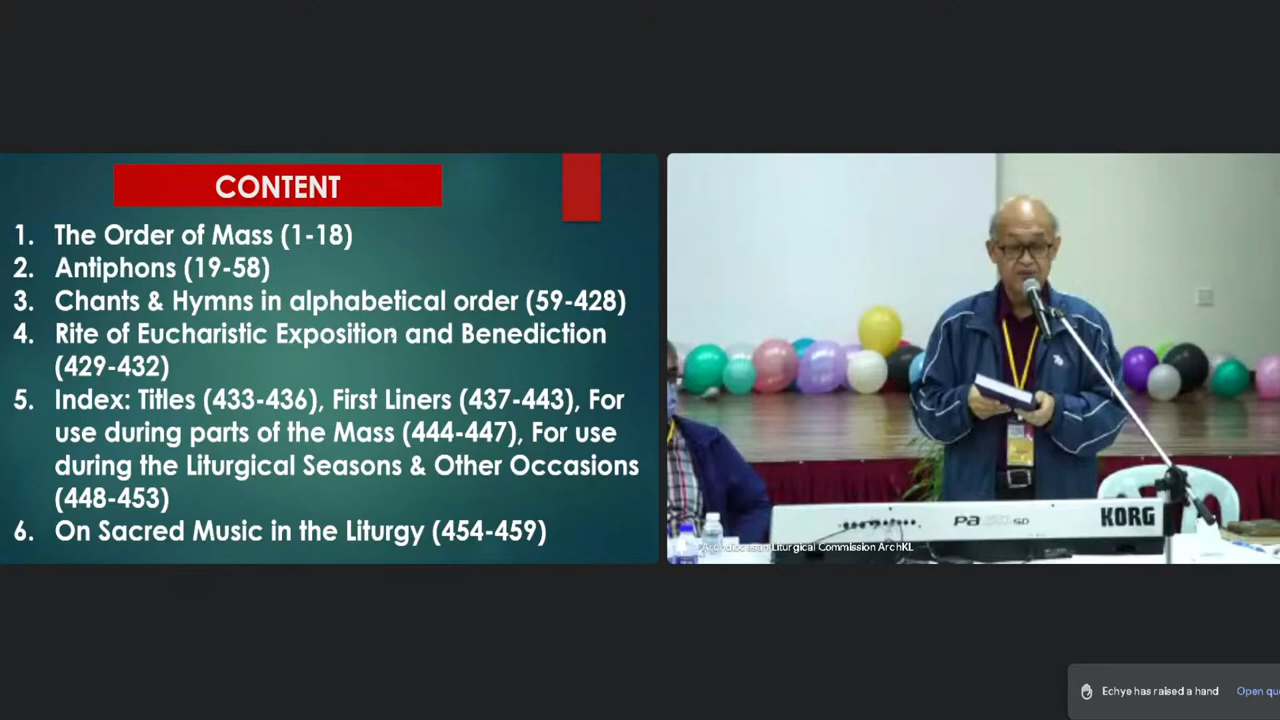 CONTENT
1. The Order of Mass (1-18)
2. Antiphons (19-58)
3. Chants & Hymns in alphabetical order (59-428)
4. Rite of Eucharistic Exposition and Benediction
(429-432)
5. Index: Titles (433-436), First Liners (437-443), For
use during parts of the Mass (444-447), For use
during the Liturgical Seasons & Other Occasions
(448-453)
6. On Sacred Music in the Liturgy (454-459)
KORG
Archdiocesan Liturgical Commission ArchKL
Echye has raised a hand
Open